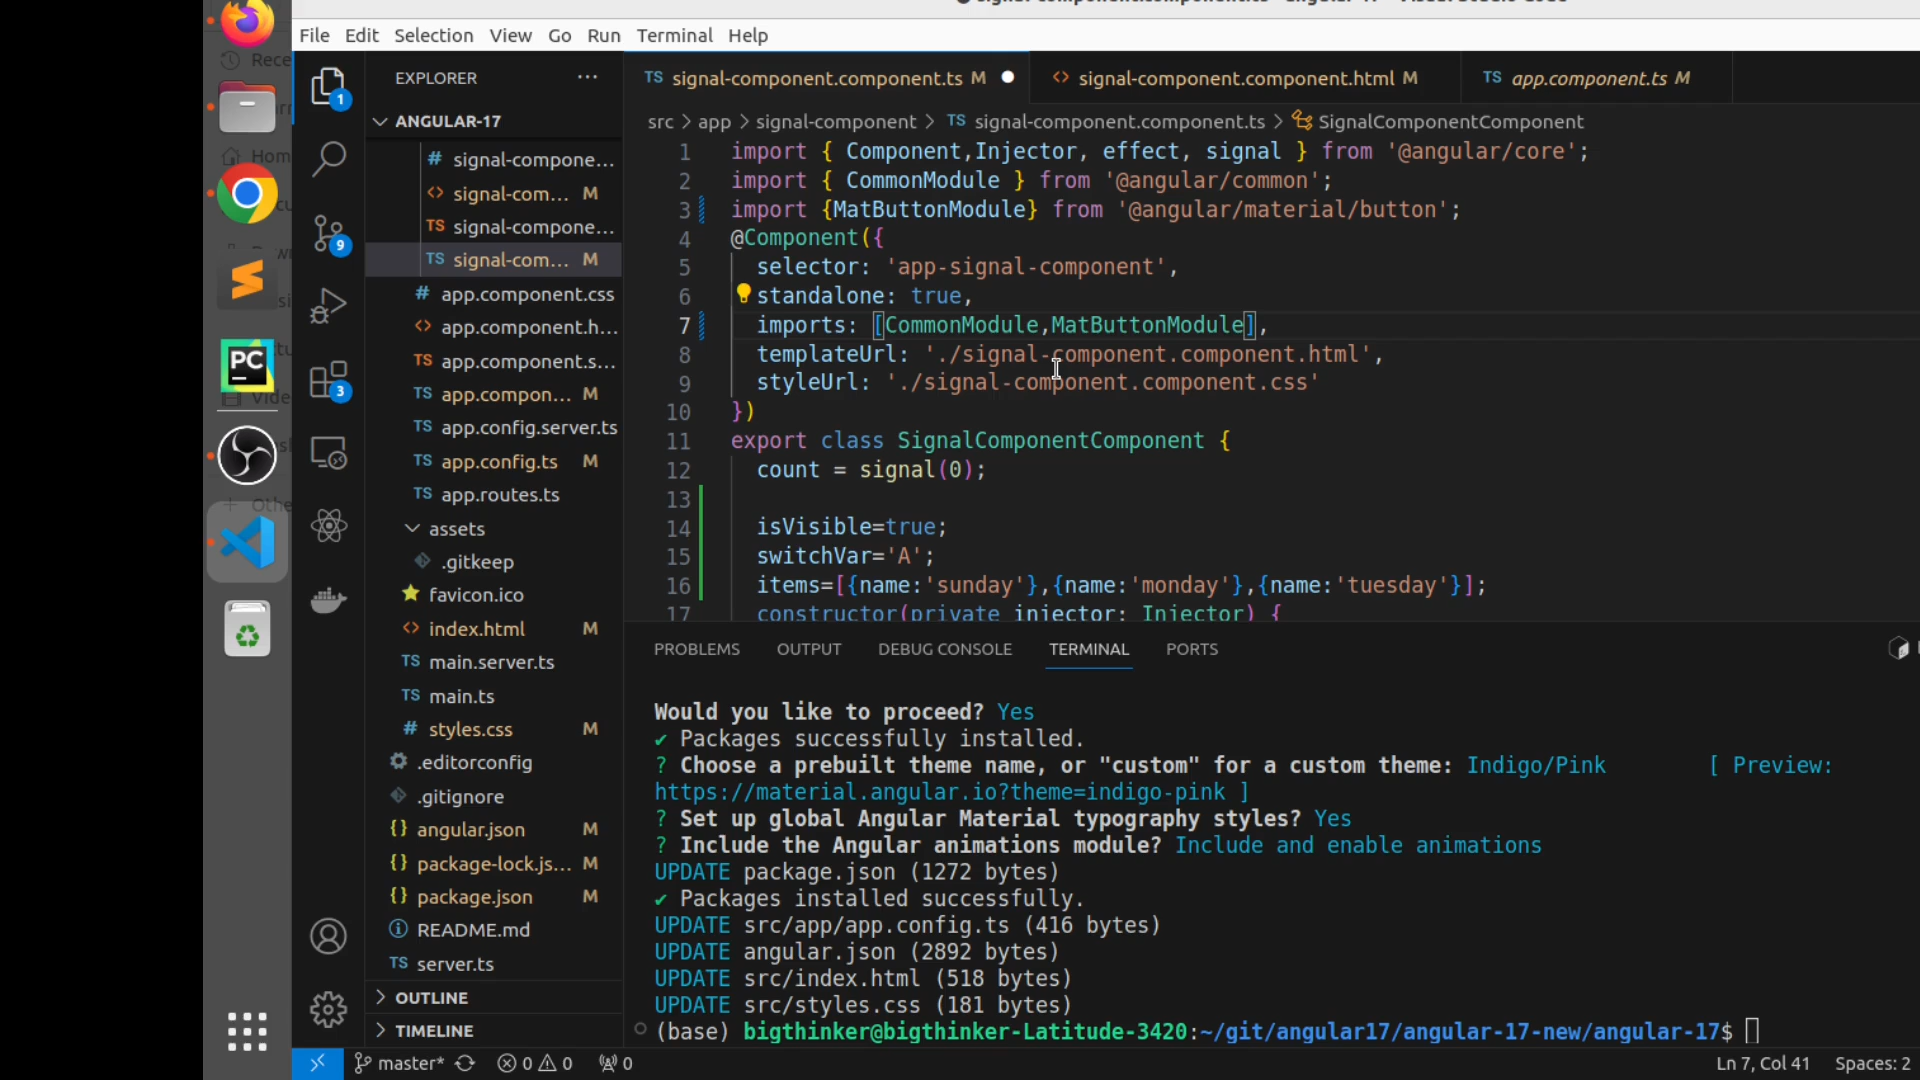 File Edit Selection View Go Run Terminal Help
EXPLORER
ANGULAR-17
signal-compone...
signal-com... M
signal-compone...
TS signal-com... M
app.component.css
app.component.h...
app.component.s...
TS app.compon... M
TS app.config.server.ts
TS app.config.ts M
TS app.routes.ts
assets
.gitkeep
favicon.ico
index.html M
TS main.server.ts
TS main.ts
# styles.css M
.editorconfig
.gitignore
{} angular.json M
{} package-lock.js... M
{} package.json M
README.md
TS server.ts
OUTLINE
TIMELINE
1
9
3
PC
TS signal-component.component.ts M
<> signal-component.component.html M
TS app.component.ts M
src > app > signal-component > TS signal-component.component.ts > SignalComponentComponent
1 import { Component,Injector, effect, signal } from '@angular/core';
2 import { CommonModule } from '@angular/common';
3 import {MatButtonModule} from '@angular/material/button';
4 @Component({
5 selector: 'app-signal-component',
6 standalone: true,
7 imports: [CommonModule,MatButtonModule],
8 templateUrl: './signal-component.component.html',
9 styleUrl: './signal-component.component.css'
10 })
11 export class SignalComponentComponent {
12 count = signal(0);
13
14 isVisible=true;
15 switchVar='A';
16 items=[{name:'sunday'},{name:'monday'},{name:'tuesday'}];
17 constructor(private injector: Injector) {
PROBLEMS OUTPUT DEBUG CONSOLE TERMINAL PORTS
Would you like to proceed? Yes
✔ Packages successfully installed.
? Choose a prebuilt theme name, or "custom" for a custom theme: Indigo/Pink [ Preview:
https://material.angular.io?theme=indigo-pink ]
? Set up global Angular Material typography styles? Yes
? Include the Angular animations module? Include and enable animations
UPDATE package.json (1272 bytes)
✔ Packages installed successfully.
UPDATE src/app/app.config.ts (416 bytes)
UPDATE angular.json (2892 bytes)
UPDATE src/index.html (518 bytes)
UPDATE src/styles.css (181 bytes)
(base) bigthinker@bigthinker-Latitude-3420:~/git/angular17/angular-17-new/angular-17$
master* 0 0 0
Ln 7, Col 41 Spaces: 2